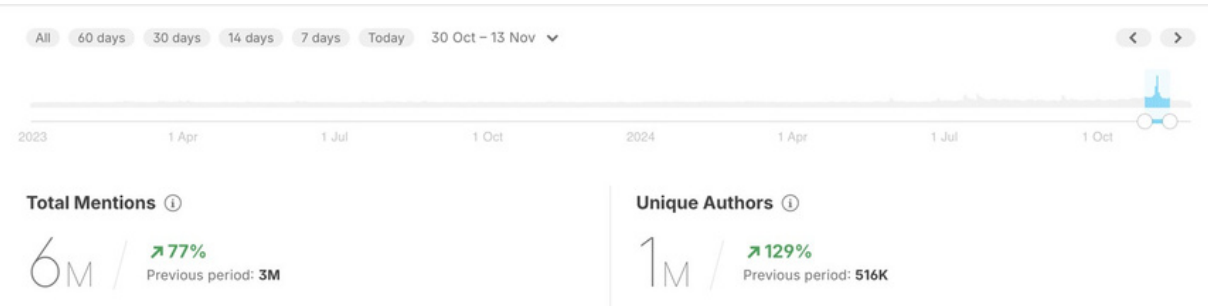 All 60 days 30 days 14 days 7 days Today 30 Oct – 13 Nov
2023 1 Apr 1 Jul 1 Oct 2024 1 Apr 1 Jul 1 Oct
Total Mentions
6M
77%
Previous period: 3M
Unique Authors
1M
129%
Previous period: 516K